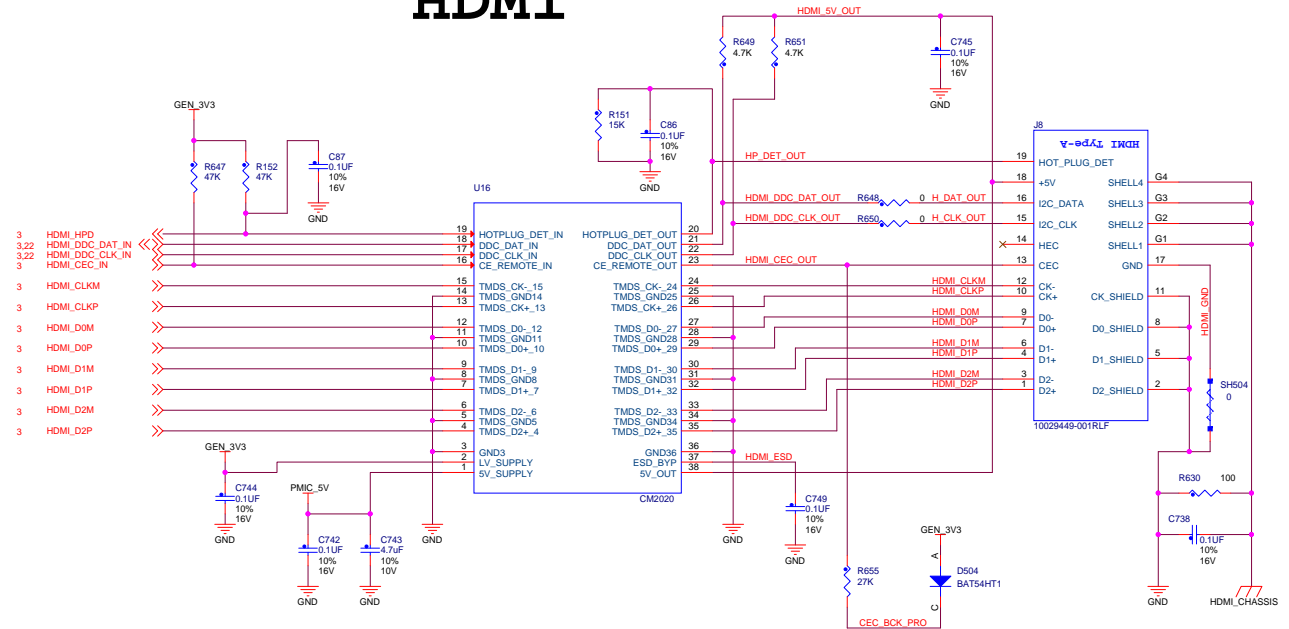 HDMI
HDMI_5V_OUT
R649
4.7K
R651
4.7K
C745
0.1UF
10%
16V
GND
GEN_3V3
R151
15K
C86
0.1UF
10%
16V
GND
R647
47K
R152
47K
C87
0.1UF
10%
16V
GND
J8
HDMI Type-A
HP_DET_OUT
19 HOT_PLUG_DET
18 +5V
SHELL4 G4
HDMI_DDC_DAT_OUT R648 0 H_DAT_OUT
16 I2C_DATA
SHELL3 G3
HDMI_DDC_CLK_OUT R650 0 H_CLK_OUT
15 I2C_CLK
SHELL2 G2
14 HEC
SHELL1 G1
HDMI_CEC_OUT
13 CEC
GND 17
HDMI_CLKM 12 CK-
HDMI_CLKP 10 CK+
CK_SHIELD 11
HDMI_D0M 9 D0-
HDMI_D0P 7 D0+
D0_SHIELD 8
HDMI_D1M 6 D1-
HDMI_D1P 4 D1+
D1_SHIELD 5
HDMI_D2M 3 D2-
HDMI_D2P 1 D2+
D2_SHIELD 2
10029449-001RLF
HDMI_GND
SH504
0
U16
3 HDMI_HPD
3,22 HDMI_DDC_DAT_IN
3,22 HDMI_DDC_CLK_IN
3 HDMI_CEC_IN
3 HDMI_CLKM
3 HDMI_CLKP
3 HDMI_D0M
3 HDMI_D0P
3 HDMI_D1M
3 HDMI_D1P
3 HDMI_D2M
3 HDMI_D2P
19 HOTPLUG_DET_IN HOTPLUG_DET_OUT 20
18 DDC_DAT_IN DDC_DAT_OUT 21
17 DDC_CLK_IN DDC_CLK_OUT 22
16 CE_REMOTE_IN CE_REMOTE_OUT 23
15 TMDS_CK-_15 TMDS_CK-_24 24
14 TMDS_GND14 TMDS_GND25 25
13 TMDS_CK+_13 TMDS_CK+_26 26
12 TMDS_D0-_12 TMDS_D0-_27 27
11 TMDS_GND11 TMDS_GND28 28
10 TMDS_D0+_10 TMDS_D0+_29 29
9 TMDS_D1-_9 TMDS_D1-_30 30
8 TMDS_GND8 TMDS_GND31 31
7 TMDS_D1+_7 TMDS_D1+_32 32
6 TMDS_D2-_6 TMDS_D2-_33 33
5 TMDS_GND5 TMDS_GND34 34
4 TMDS_D2+_4 TMDS_D2+_35 35
3 GND3 GND36 36
2 LV_SUPPLY ESD_BYP 37
1 5V_SUPPLY 5V_OUT 38
CM2020
HDMI_ESD
GEN_3V3
C744
0.1UF
10%
16V
GND
PMIC_5V
C742
0.1UF
10%
16V
GND
C743
4.7uF
10%
10V
GND
GND
GND
C749
0.1UF
10%
16V
GND
R655
27K
GEN_3V3
A
D504
BAT54HT1
C
CEC_BCK_PRO
R630 100
C738
0.1UF
10%
16V
GND
HDMI_CHASSIS